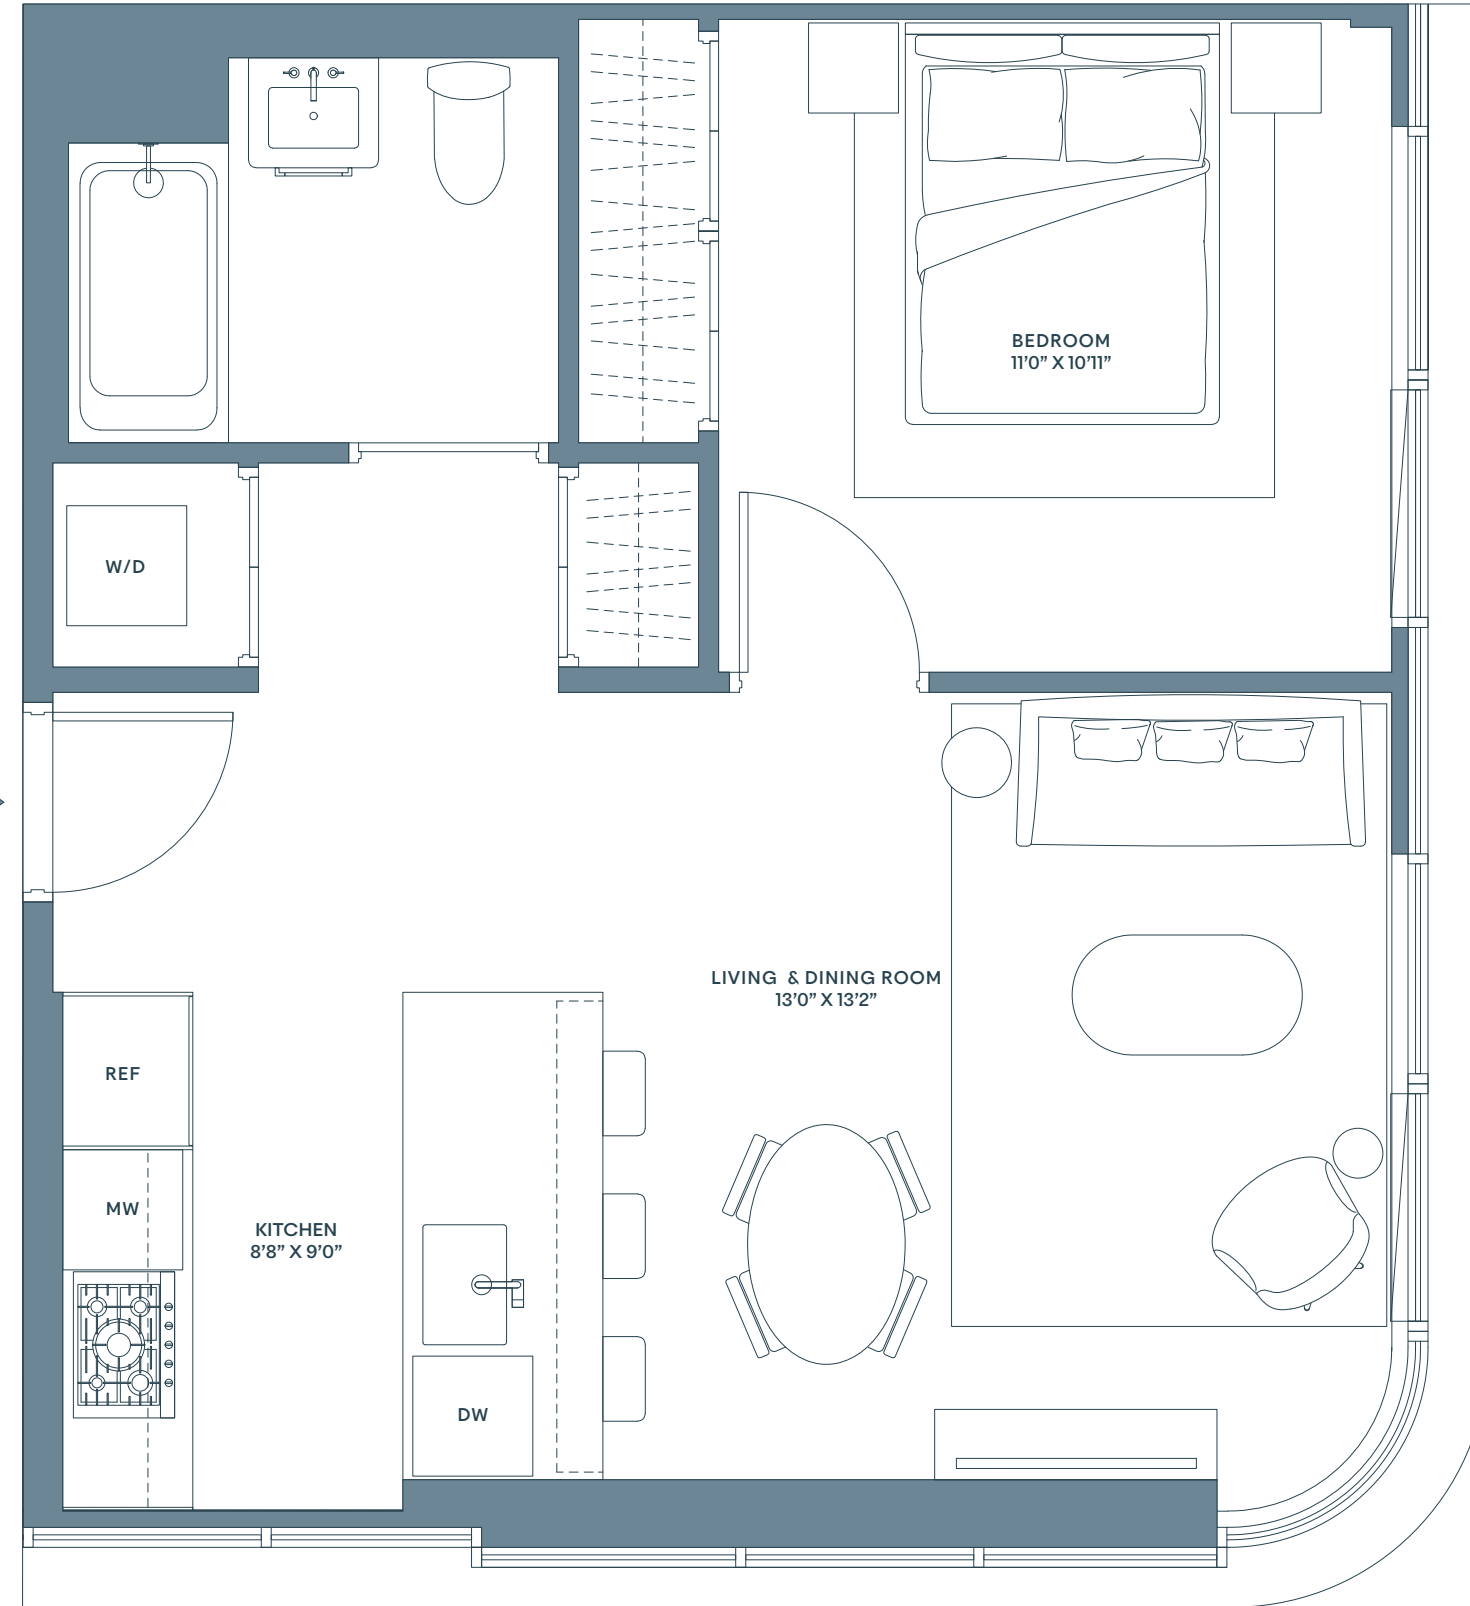 BEDROOM
11’0” X 10’11”
W/D
LIVING & DINING ROOM
13’0” X 13’2”
REF
MW
KITCHEN
8’8” X 9’0”
DW